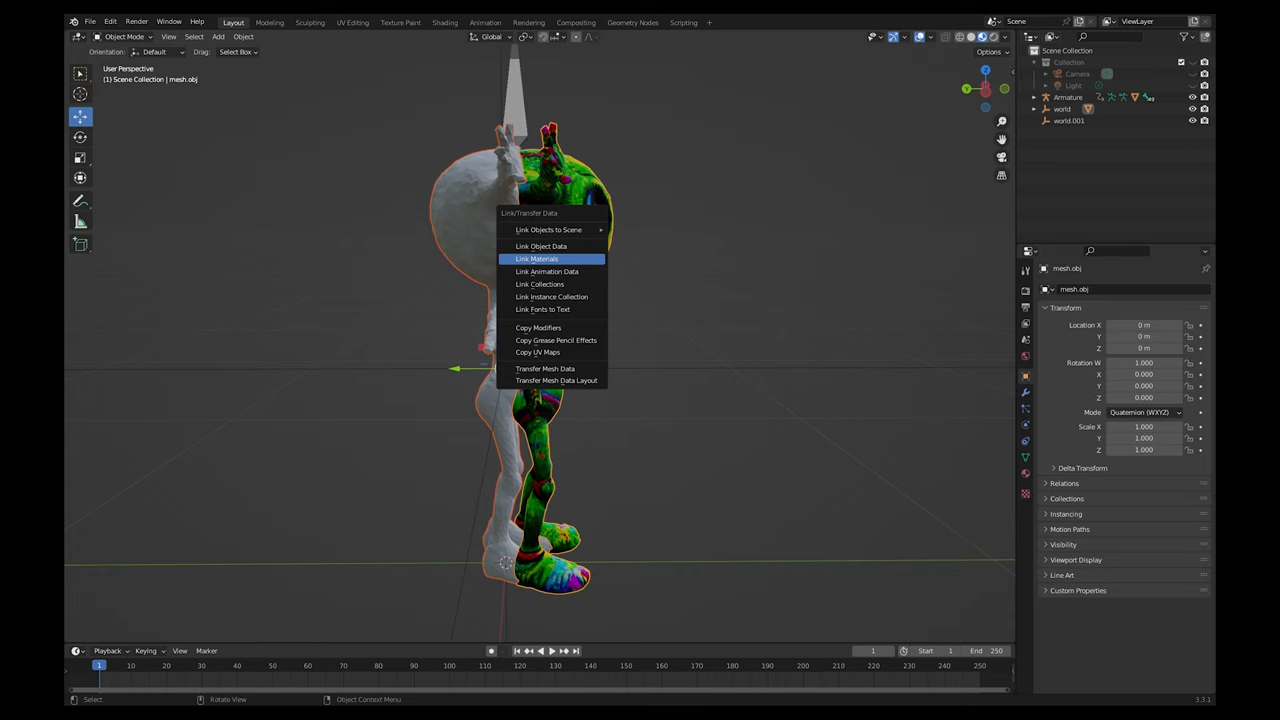 File Edit Render Window Help Layout Modeling Sculpting UV Editing Texture Paint Shading Animation Rendering Compositing Geometry Nodes Scripting + Scene ViewLayer
Object Mode View Select Add Object Global
Orientation: Default Drag: Select Box Options
User Perspective
(1) Scene Collection | mesh.obj
Scene Collection
Collection
Camera
Light
Armature
world
world.001
Link/Transfer Data
Link Objects to Scene
Link Object Data
Link Materials
Link Animation Data
Link Collections
Link Instance Collection
Link Fonts to Text
Copy Modifiers
Copy Grease Pencil Effects
Copy UV Maps
Transfer Mesh Data
Transfer Mesh Data Layout
mesh.obj
mesh.obj
Transform
Location X 0 m
Y 0 m
Z 0 m
Rotation W 1.000
X 0.000
Y 0.000
Z 0.000
Mode Quaternion (WXYZ)
Scale X 1.000
Y 1.000
Z 1.000
Delta Transform
Relations
Collections
Instancing
Motion Paths
Visibility
Viewport Display
Line Art
Custom Properties
Playback Keying View Marker 1 Start 1 End 250
1 10 20 30 40 50 60 70 80 90 100 110 120 130 140 150 160 170 180 190 200 210 220 230 240 250
Select Rotate View Object Context Menu 3.3.1